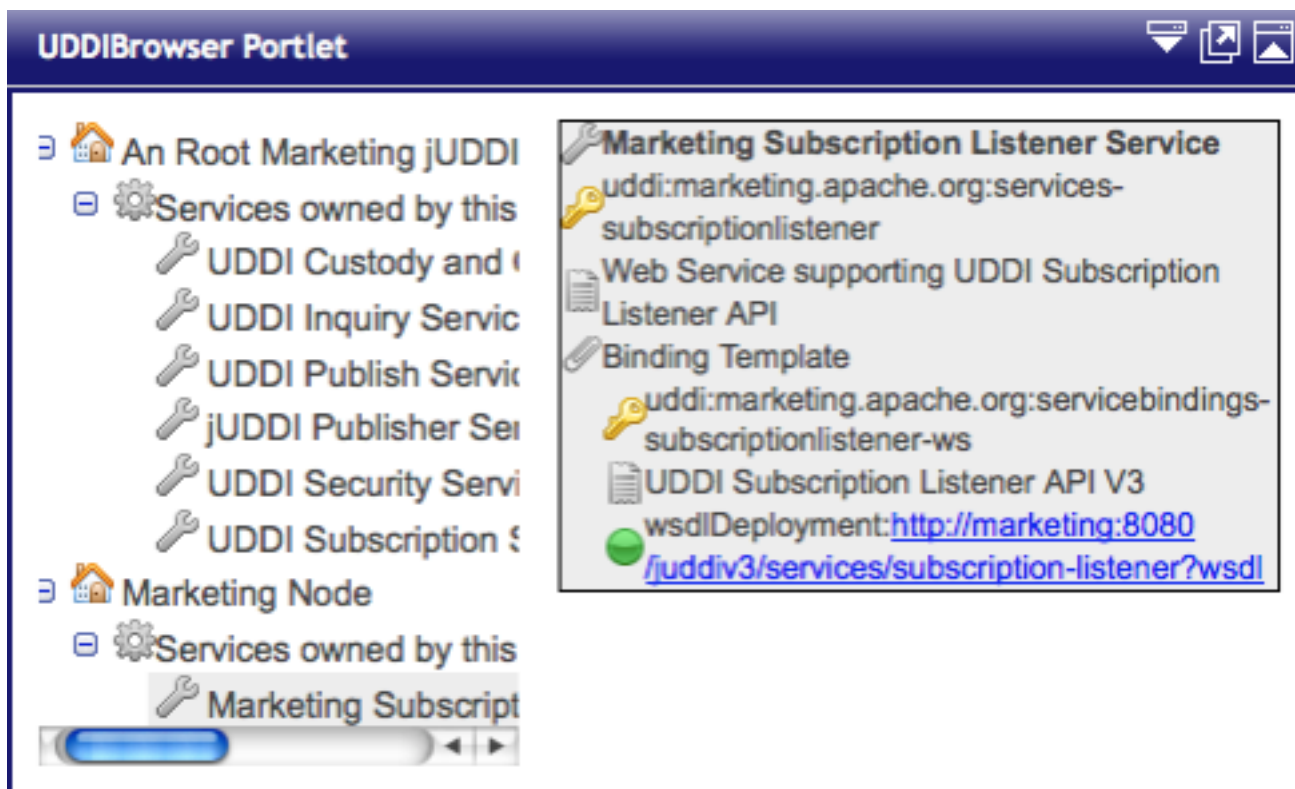 UDDIBrowser Portlet
An Root Marketing jUDDI
Services owned by this
UDDI Custody and
UDDI Inquiry Servic
UDDI Publish Servic
jUDDI Publisher Ser
UDDI Security Servi
UDDI Subscription S
Marketing Node
Services owned by this
Marketing Subscript
Marketing Subscription Listener Service
uddi:marketing.apache.org:services-
subscriptionlistener
Web Service supporting UDDI Subscription
Listener API
Binding Template
uddi:marketing.apache.org:servicebindings-
subscriptionlistener-ws
UDDI Subscription Listener API V3
wsdlDeployment:http://marketing:8080
/juddiv3/services/subscription-listener?wsdl